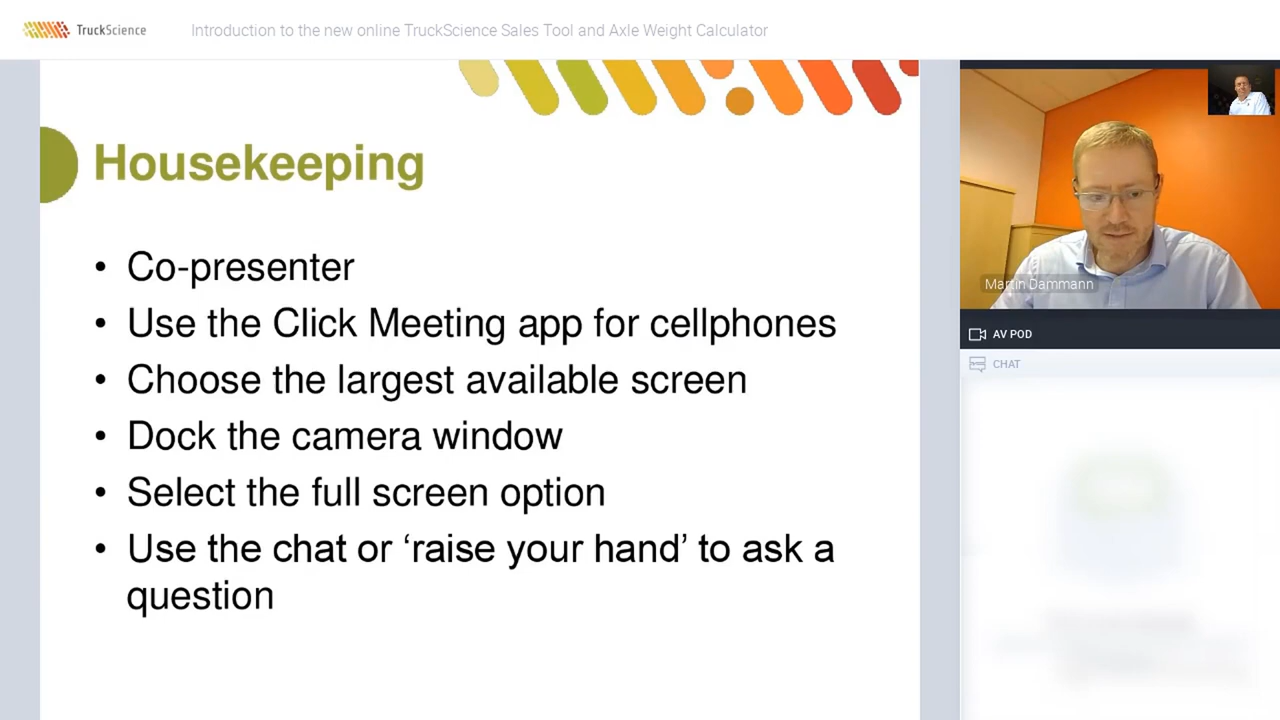 TruckScience
Introduction to the new online TruckScience Sales Tool and Axle Weight Calculator
Housekeeping
• Co-presenter
• Use the Click Meeting app for cellphones
• Choose the largest available screen
• Dock the camera window
• Select the full screen option
• Use the chat or ‘raise your hand’ to ask a
question
Martin Dammann
AV POD
CHAT